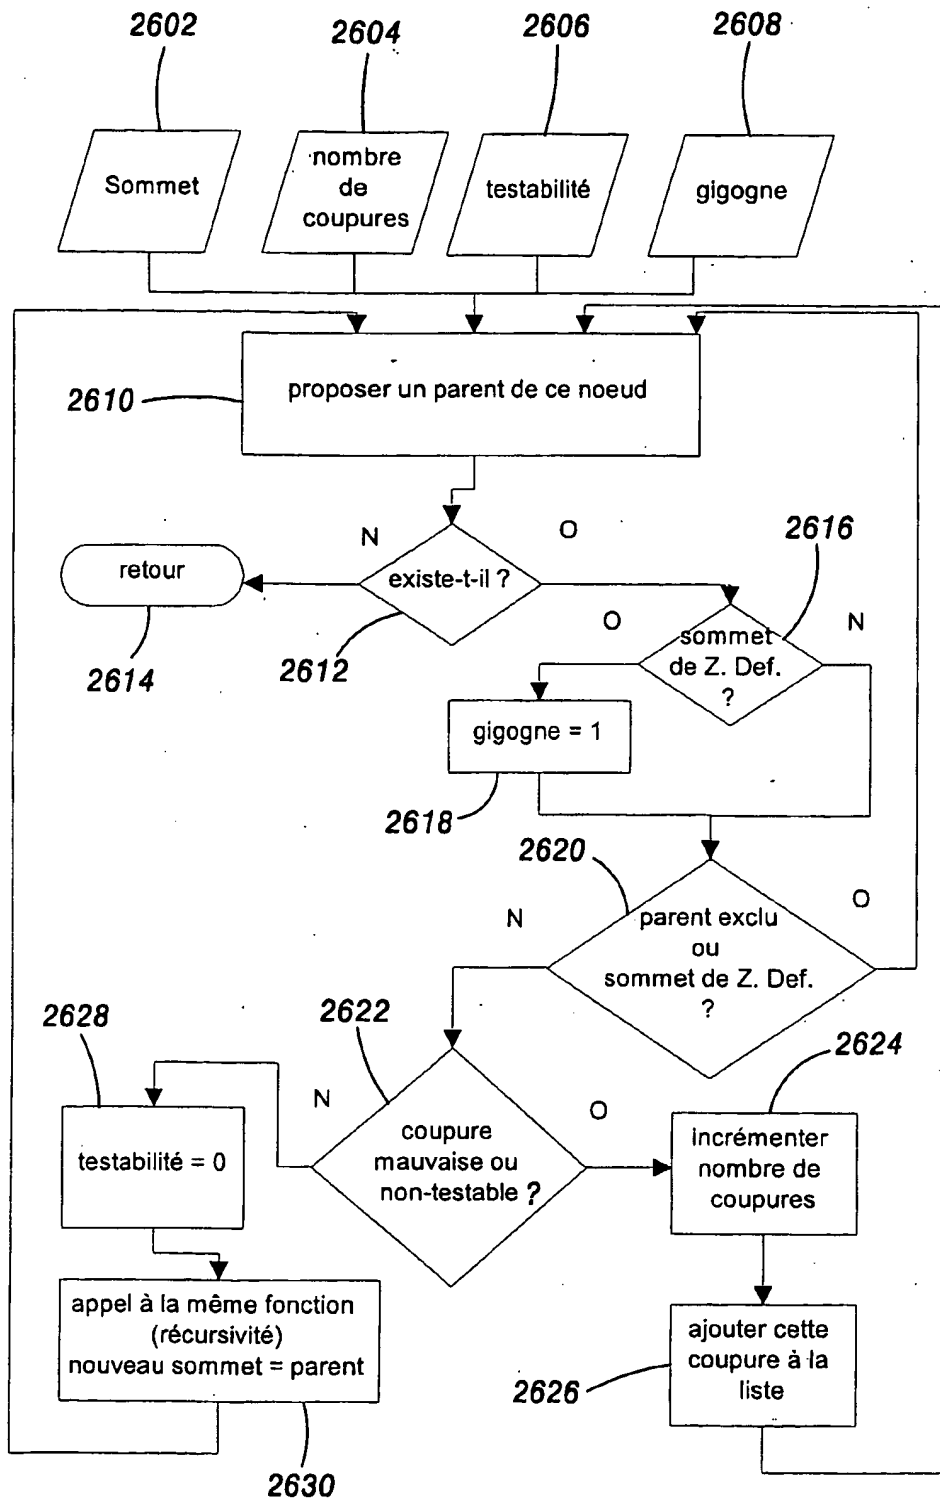 2602
2604
2606
2608
Sommet
nombre
de
coupures
testabilité
gigogne
2610
proposer un parent de ce noeud
N
O
2616
retour
existe-t-il ?
O
N
sommet
de Z. Def.
?
2614
2612
gigogne = 1
2618
2620
N
O
parent exclu
ou
sommet de Z. Def.
?
2628
2622
2624
N
O
testabilité = 0
coupure
mauvaise ou
non-testable ?
incrémenter
nombre de
coupures
appel à la même fonction
(récursivité)
nouveau sommet = parent
ajouter cette
coupure à la
liste
2626
2630